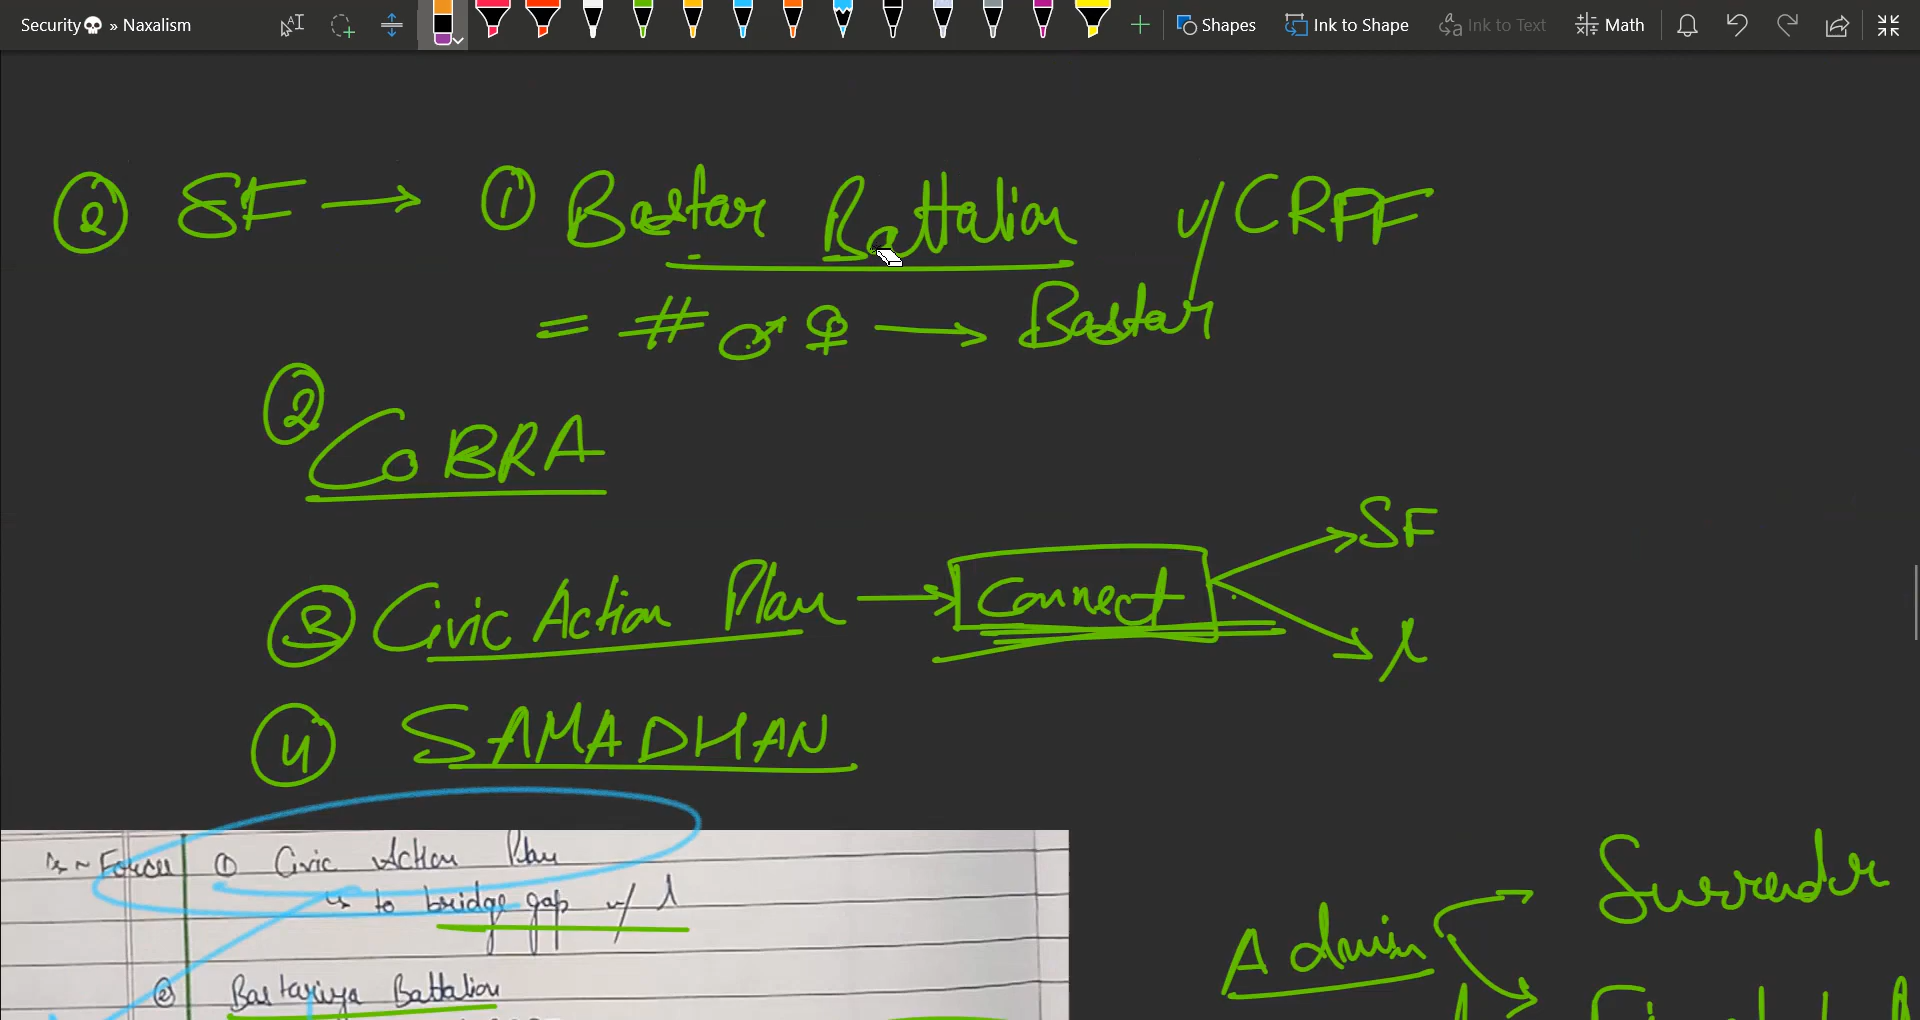 Security💀 » Naxalism
Shapes Ink to Shape Ink to Text Math
② SF → ① Bastar Battalion w/ CRPF
= # ♂ ♀ → Bastar
②
CoBRA
③ Civic Action Plan → Connect → SF
④ SAMADHAN
① Civic Action Plan
↳ to bridge gap w/
Surrender
Admin
② Bastariya Battalion